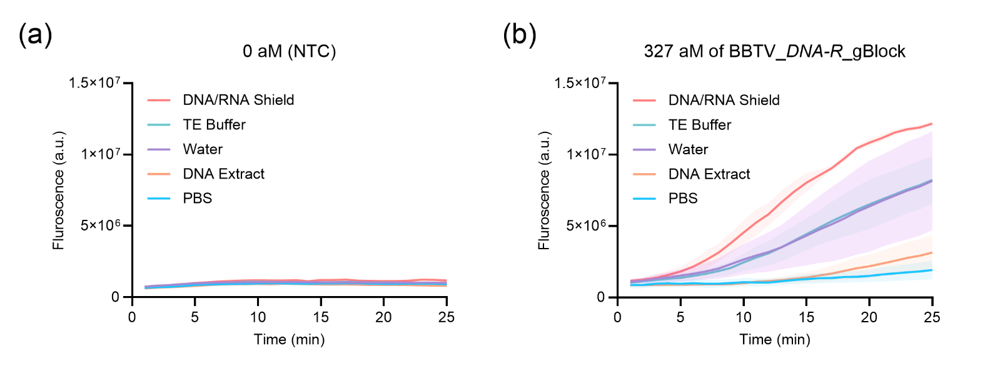 (a)
0 aM (NTC)
1.5×10⁷
1×10⁷
5×10⁶
0
Fluroscence (a.u.)
DNA/RNA Shield
TE Buffer
Water
DNA Extract
PBS
0 5 10 15 20 25
Time (min)
(b)
327 aM of BBTV_DNA-R_gBlock
1.5×10⁷
1×10⁷
5×10⁶
0
Fluroscence (a.u.)
DNA/RNA Shield
TE Buffer
Water
DNA Extract
PBS
0 5 10 15 20 25
Time (min)